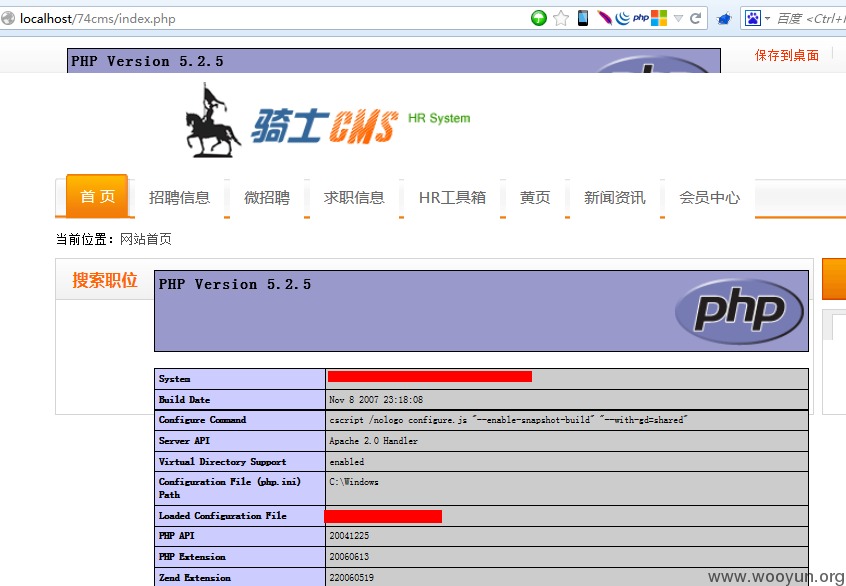 localhost/74cms/index.php
php
百度 <Ctrl+
PHP Version 5.2.5
保存到桌面
骑士CMS HR System
首 页 招聘信息 微招聘 求职信息 HR工具箱 黄页 新闻资讯 会员中心
当前位置：网站首页
搜索职位
PHP Version 5.2.5
php
System
Build Date Nov 8 2007 23:18:08
Configure Command cscript /nologo configure.js "--enable-snapshot-build" "--with-gd=shared"
Server API Apache 2.0 Handler
Virtual Directory Support enabled
Configuration File (php.ini) C:\Windows
Path
Loaded Configuration File
PHP API 20041225
PHP Extension 20060613
Zend Extension 220060519
www.wooyun.org